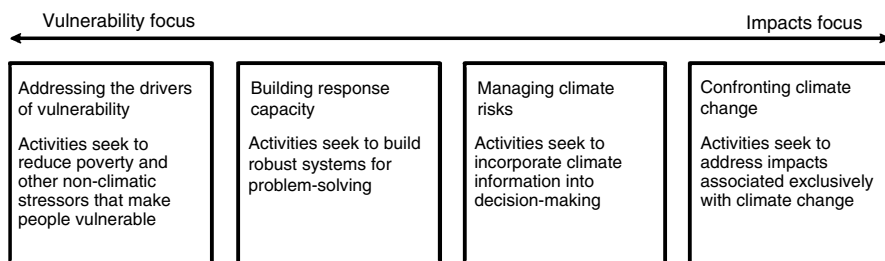 Vulnerability focus
Impacts focus
Addressing the drivers
of vulnerability
Activities seek to
reduce poverty and
other non-climatic
stressors that make
people vulnerable
Building response
capacity
Activities seek to build
robust systems for
problem-solving
Managing climate
risks
Activities seek to
incorporate climate
information into
decision-making
Confronting climate
change
Activities seek to
address impacts
associated exclusively
with climate change